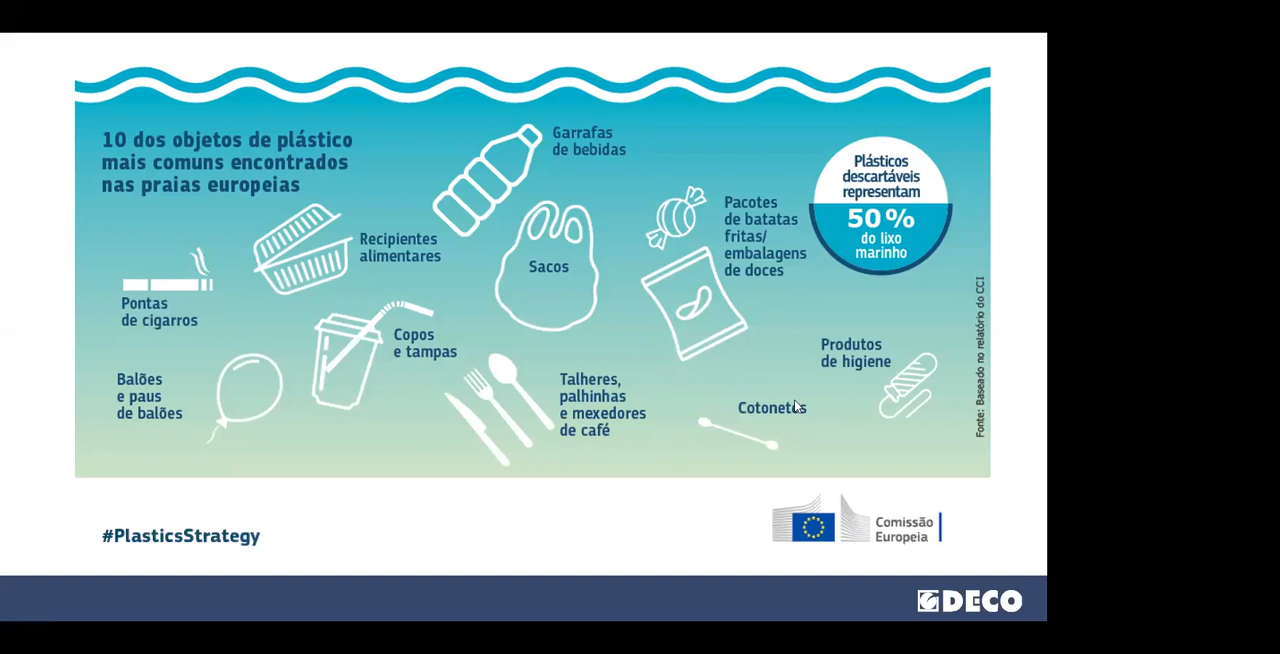 10 dos objetos de plástico
mais comuns encontrados
nas praias europeias
Garrafas
de bebidas
Plásticos
descartáveis
representam
50%
do lixo
marinho
Pacotes
de batatas
fritas/
embalagens
de doces
Recipientes
alimentares
Sacos
Pontas
de cigarros
Copos
e tampas
Produtos
de higiene
Balões
e paus
de balões
Talheres,
palhinhas
e mexedores
de café
Cotonetes
Fonte: Baseado no relatório do CCI
#PlasticsStrategy
Comissão
Europeia
DECO